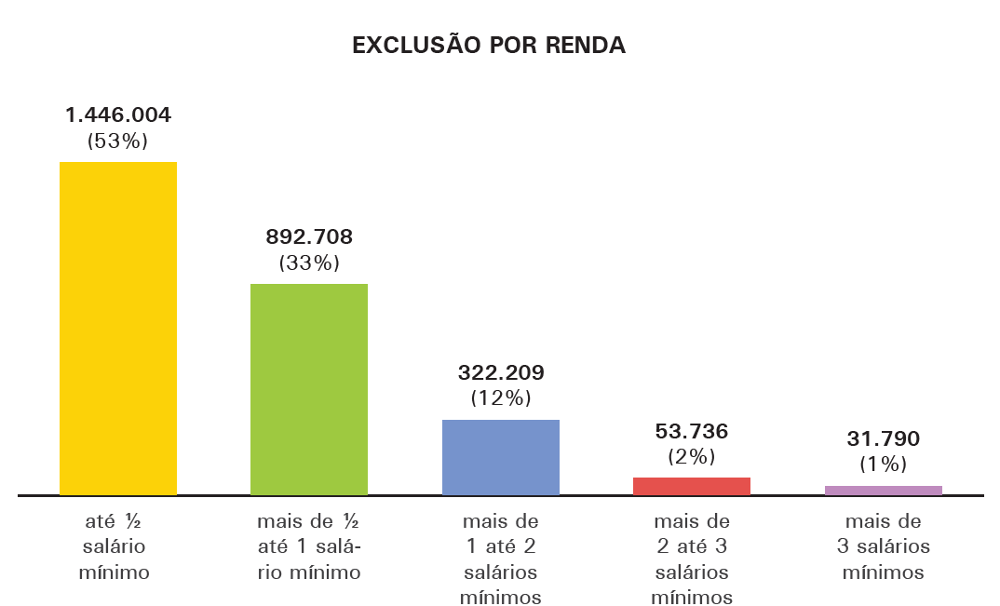 EXCLUSÃO POR RENDA
1.446.004
(53%)
892.708
(33%)
322.209
(12%)
53.736
(2%)
31.790
(1%)
até ½
salário
mínimo
mais de ½
até 1 salá-
rio mínimo
mais de
1 até 2
salários
mínimos
mais de
2 até 3
salários
mínimos
mais de
3 salários
mínimos